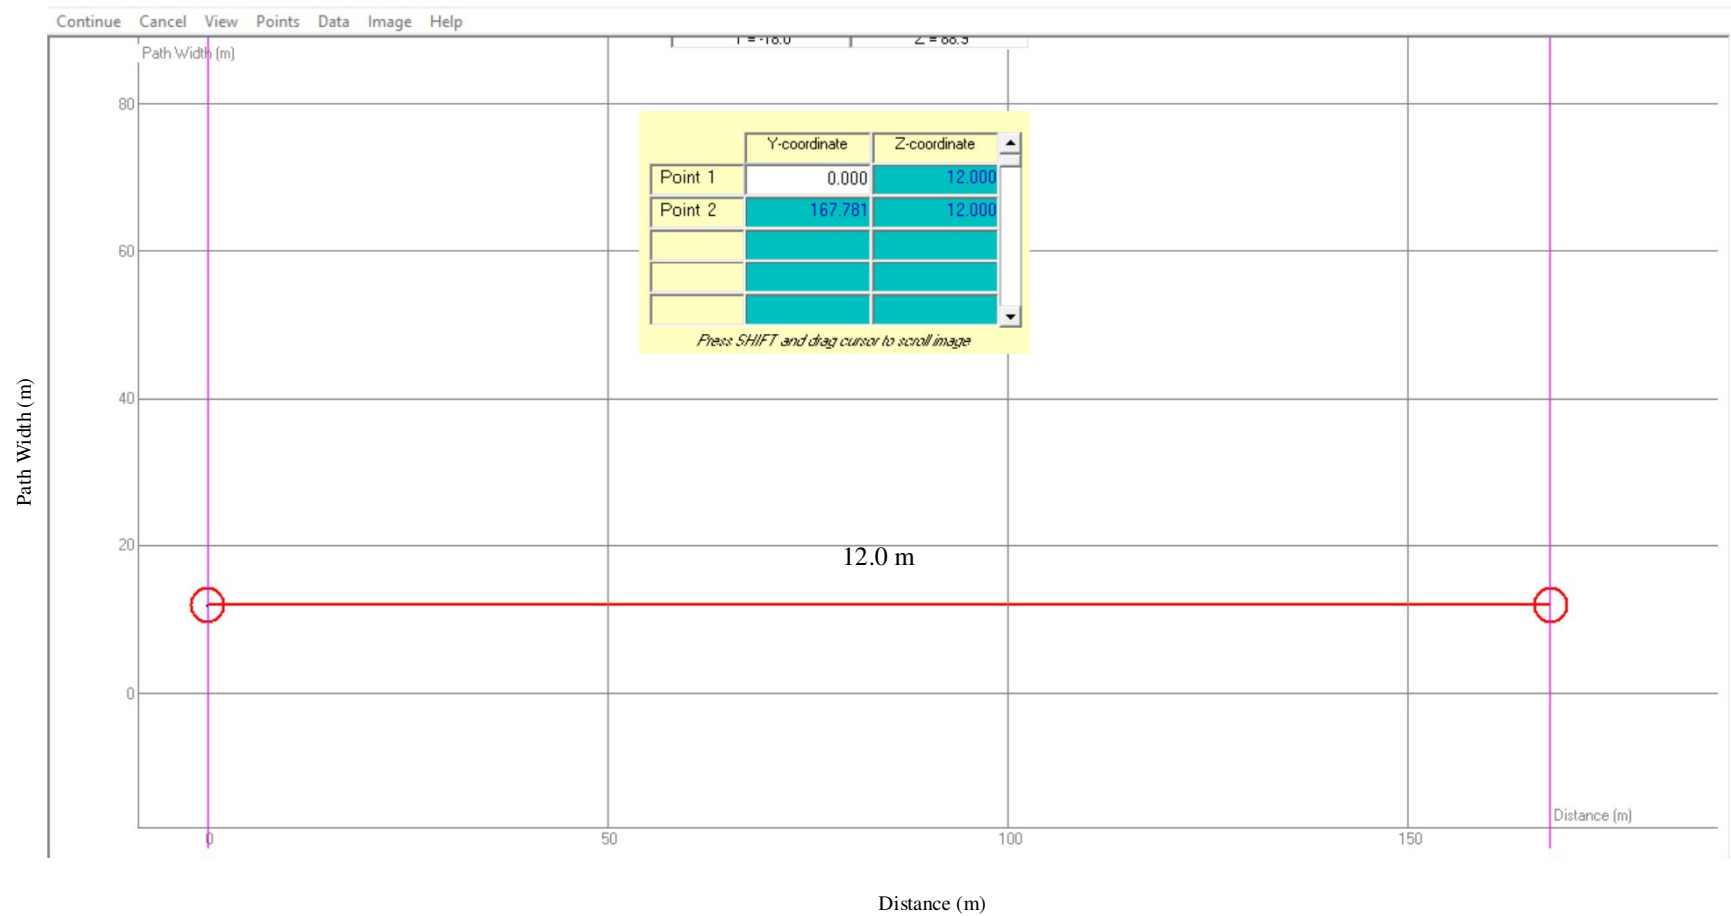 Continue Cancel View Points Data Image Help
Path Width (m)
Y-coordinate Z-coordinate
Point 1 0.000 12.000
Point 2 167.781 12.000
Press SHIFT and drag cursor to scroll image
80
60
40
20
0
Path Width (m)
12.0 m
Distance (m)
0 50 100 150
Distance (m)